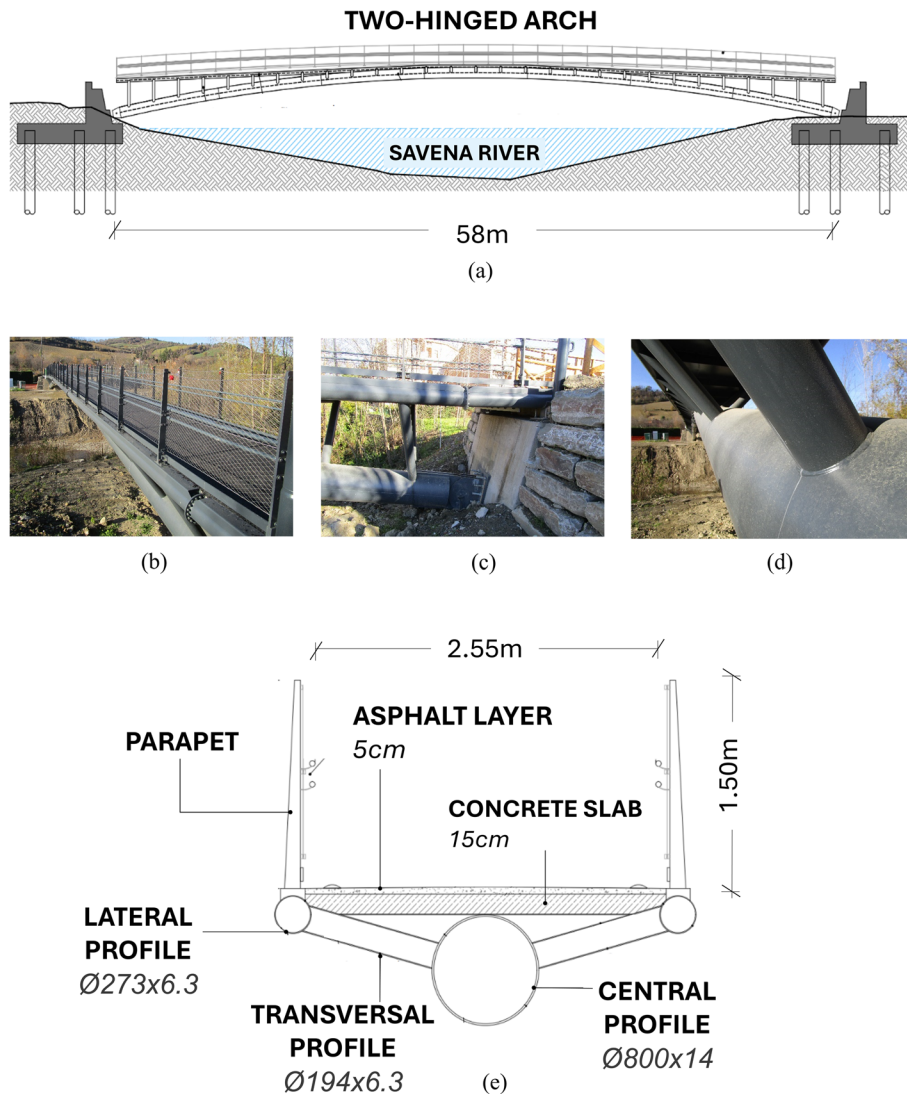 TWO-HINGED ARCH
SAVENA RIVER
58m
(a)
(b)
(c)
(d)
2.55m
ASPHALT LAYER
5cm
PARAPET
1.50m
CONCRETE SLAB
15cm
LATERAL
PROFILE
Ø273x6.3
TRANSVERSAL
PROFILE
Ø194x6.3
CENTRAL
PROFILE
Ø800x14
(e)